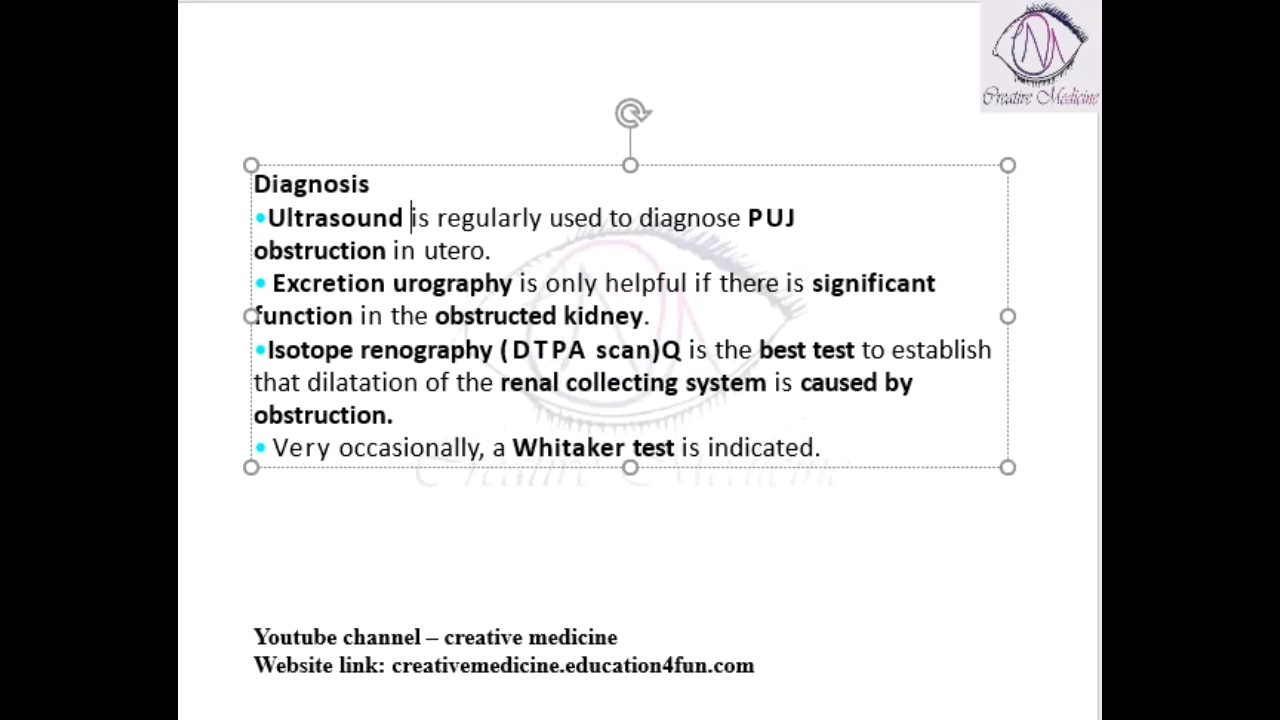 Creative Medicine
Diagnosis
•Ultrasound is regularly used to diagnose PUJ
obstruction in utero.
• Excretion urography is only helpful if there is significant
function in the obstructed kidney.
•Isotope renography (DTPA scan)Q is the best test to establish
that dilatation of the renal collecting system is caused by
obstruction.
• Very occasionally, a Whitaker test is indicated.
Creative Medicine
Youtube channel – creative medicine
Website link: creativemedicine.education4fun.com